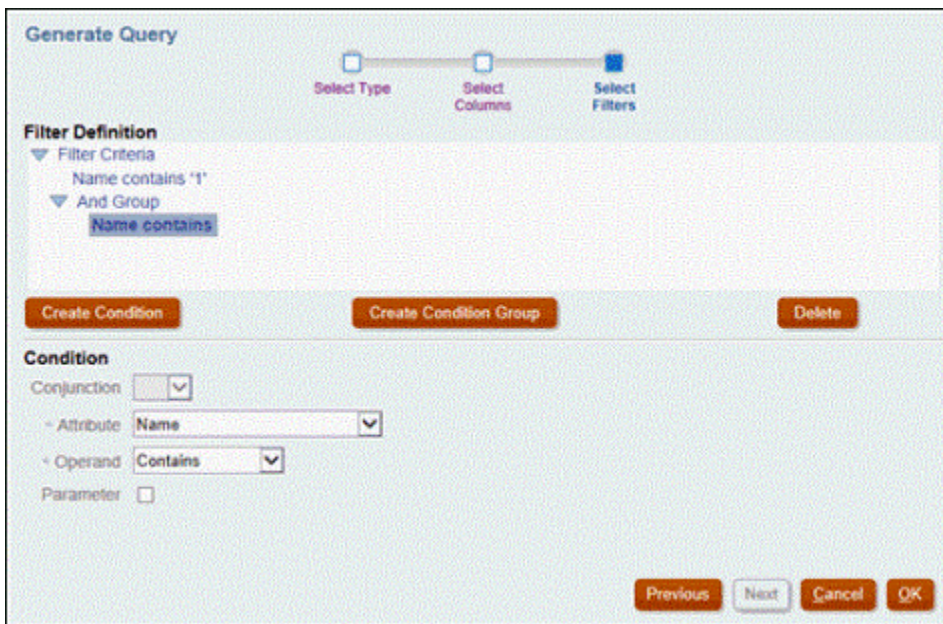 Generate Query
Select Type
Select
Columns
Select
Filters
Filter Definition
Filter Criteria
Name contains '1'
And Group
Name contains
Create Condition
Create Condition Group
Delete
Condition
Conjunction
* Attribute Name
* Operand Contains
Parameter
Previous
Next
Cancel
OK